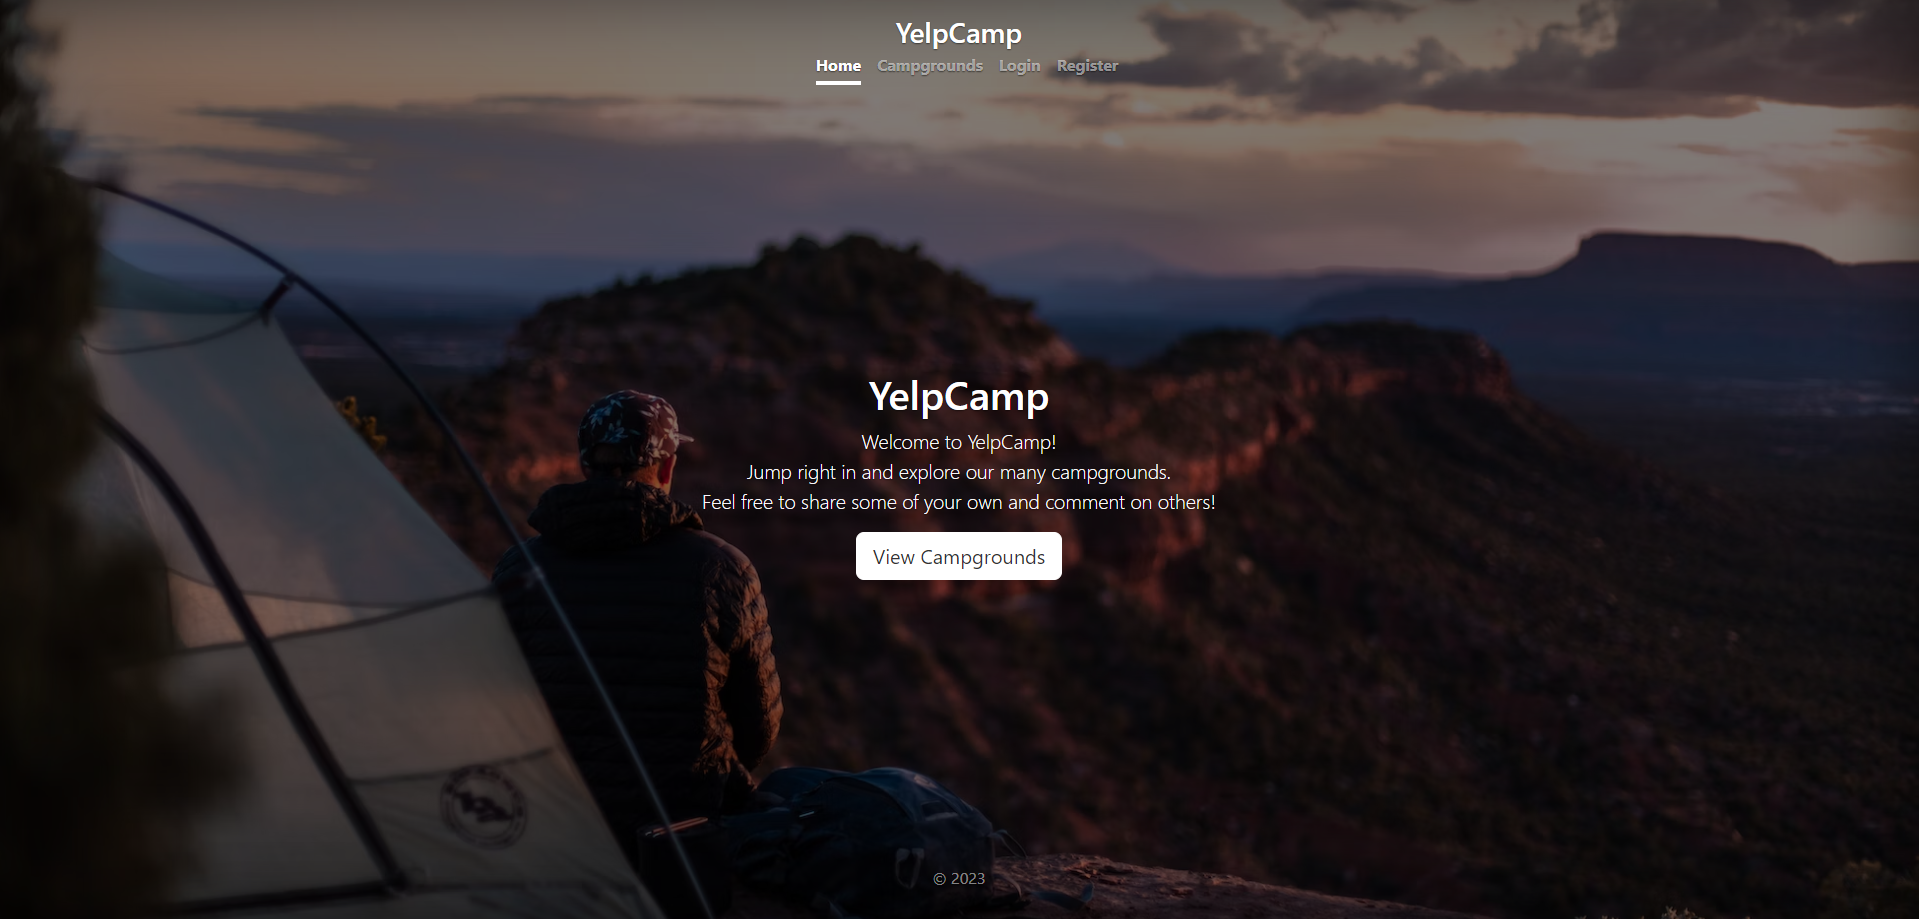 YelpCamp
Home Campgrounds Login Register
YelpCamp
Welcome to YelpCamp!
Jump right in and explore our many campgrounds.
Feel free to share some of your own and comment on others!
View Campgrounds
© 2023